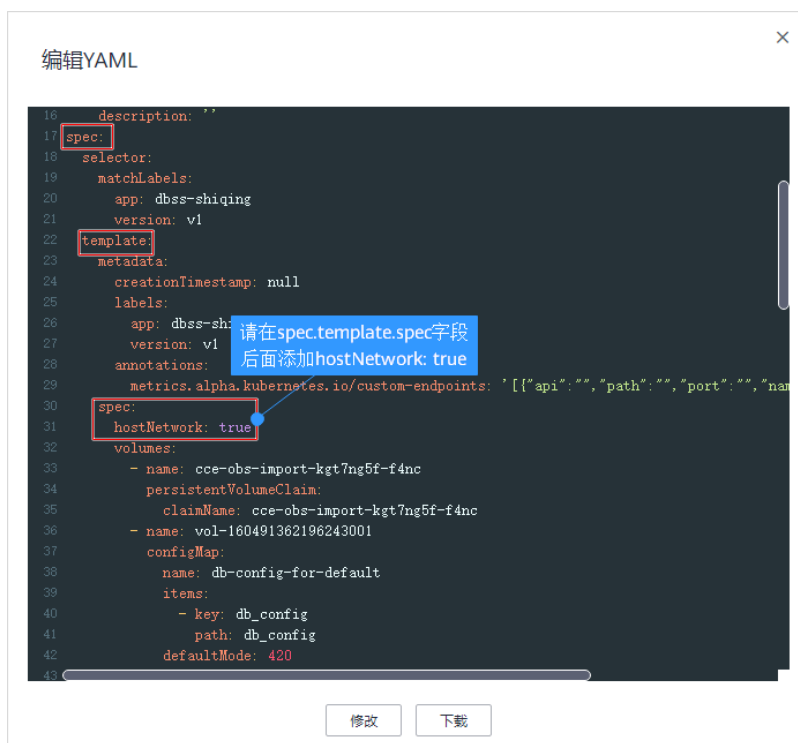 编辑YAML
×
16 description: ''
17 spec:
18 selector:
19 matchLabels:
20 app: dbss-shiqing
21 version: v1
22 template:
23 metadata:
24 creationTimestamp: null
25 labels:
26 app: dbss-shi
27 version: v1
28 annotations:
29 metrics.alpha.kubernetes.io/custom-endpoints: '[{"api":"","path":"","port":"","nam
30 spec:
31 hostNetwork: true
32 volumes:
33 - name: cce-obs-import-kgt7ng5f-f4nc
34 persistentVolumeClaim:
35 claimName: cce-obs-import-kgt7ng5f-f4nc
36 - name: vol-160491362196243001
37 configMap:
38 name: db-config-for-default
39 items:
40 - key: db_config
41 path: db_config
42 defaultMode: 420
43
请在spec.template.spec字段
后面添加hostNetwork: true
修改
下载